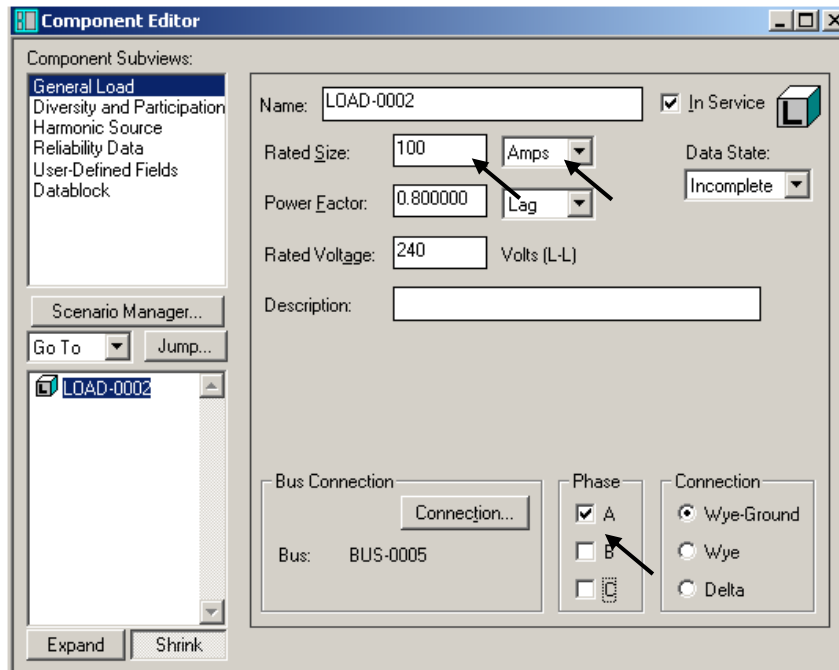 Component Editor
Component Subviews:
General Load
Diversity and Participation
Harmonic Source
Reliability Data
User-Defined Fields
Datablock
Scenario Manager...
Go To
Jump...
LOAD-0002
Expand
Shrink
Name: LOAD-0002
In Service
L
Rated Size: 100 Amps
Data State:
Incomplete
Power Factor: 0.800000 Lag
Rated Voltage: 240 Volts (L-L)
Description:
Bus Connection
Connection...
Bus: BUS-0005
Phase
A
B
C
Connection
Wye-Ground
Wye
Delta